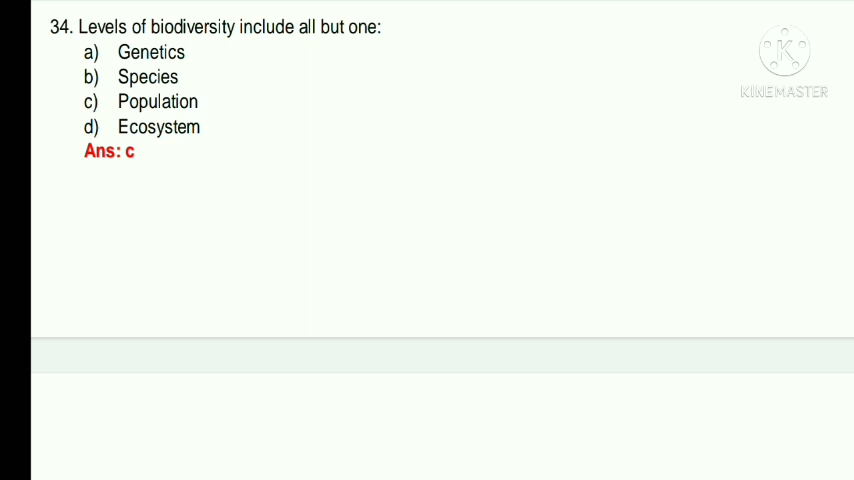 34. Levels of biodiversity include all but one:
a) Genetics
b) Species
c) Population
d) Ecosystem
Ans: c
K
KINEMASTER